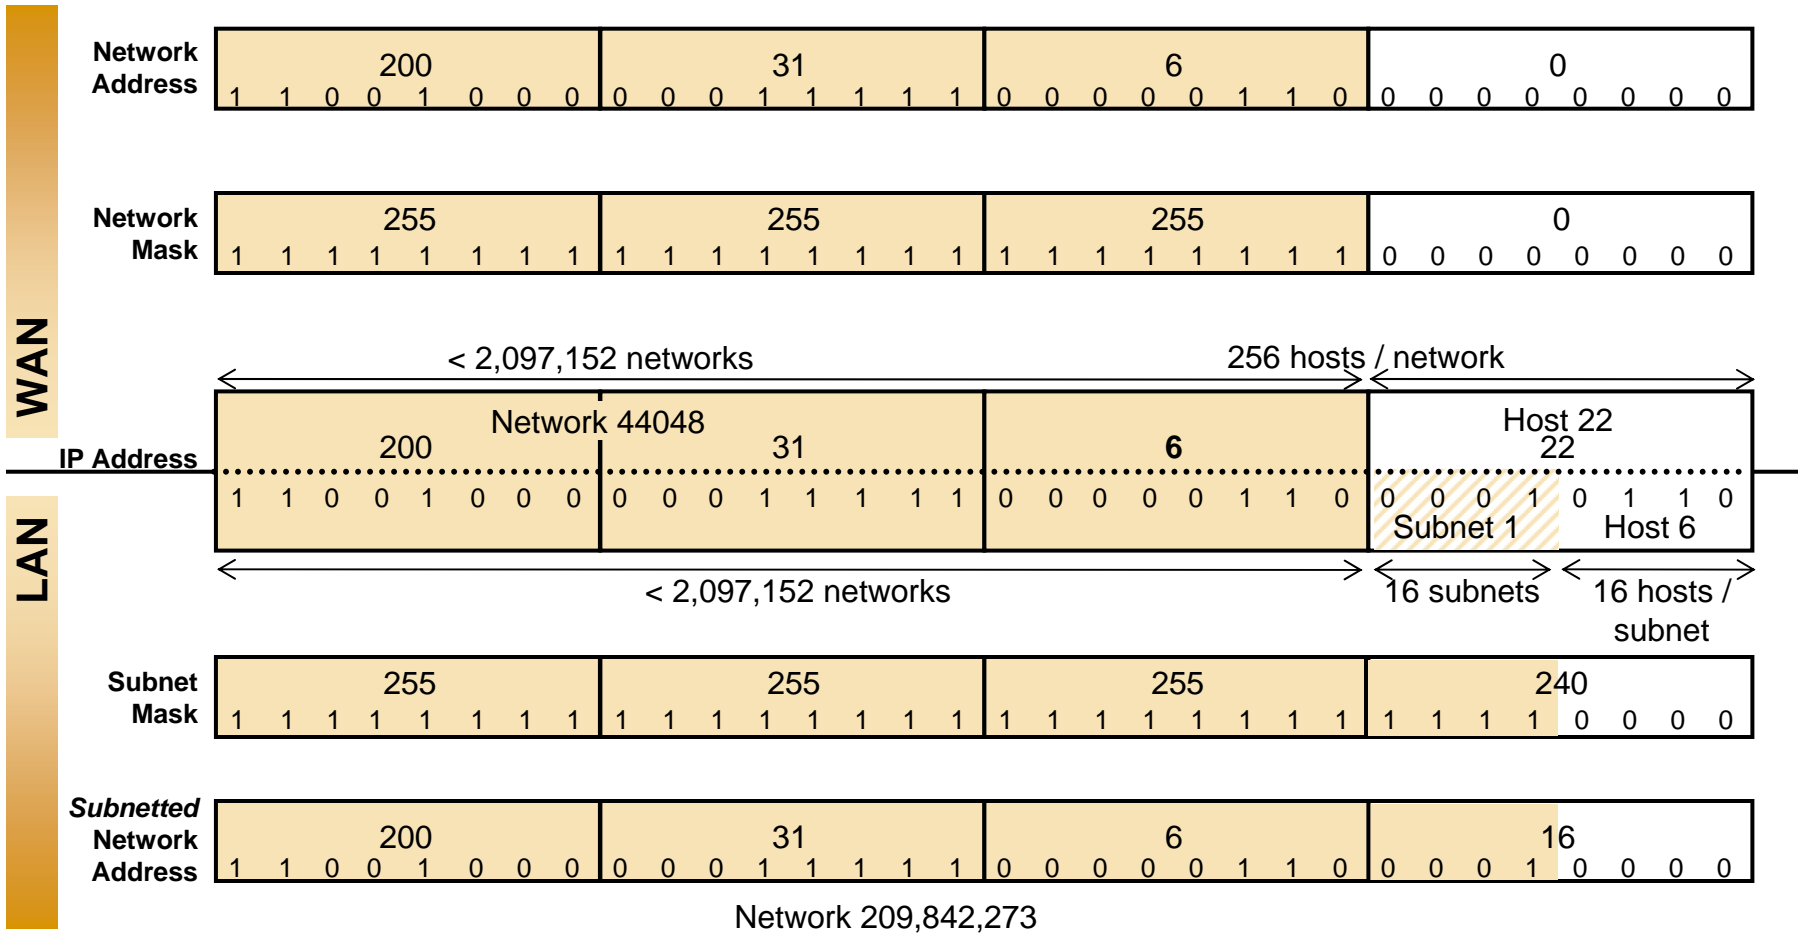 WAN
Network Address
200 31 6 0
1 1 0 0 1 0 0 0 0 0 0 1 1 1 1 1 0 0 0 0 0 1 1 0 0 0 0 0 0 0 0 0
Network Mask
255 255 255 0
1 1 1 1 1 1 1 1 1 1 1 1 1 1 1 1 1 1 1 1 1 1 1 1 0 0 0 0 0 0 0 0
< 2,097,152 networks 256 hosts / network
Network 44048 Host 22
IP Address
200 31 6 22
1 1 0 0 1 0 0 0 0 0 0 1 1 1 1 1 0 0 0 0 0 1 1 0 0 0 0 1 0 1 1 0
Subnet 1 Host 6
LAN
< 2,097,152 networks 16 subnets 16 hosts /
subnet
Subnet Mask
255 255 255 240
1 1 1 1 1 1 1 1 1 1 1 1 1 1 1 1 1 1 1 1 1 1 1 1 1 1 1 1 0 0 0 0
Subnetted Network Address
200 31 6 16
1 1 0 0 1 0 0 0 0 0 0 1 1 1 1 1 0 0 0 0 0 1 1 0 0 0 0 1 0 0 0 0
Network 209,842,273